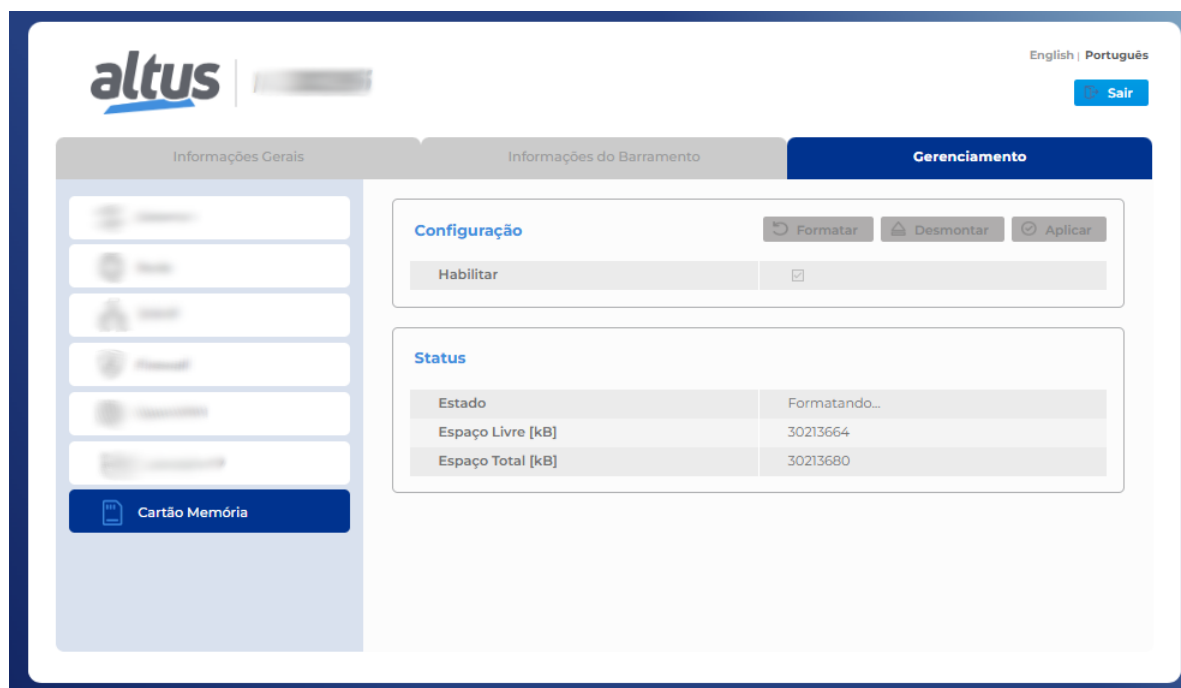 altus
English | Português
Sair
Informações Gerais
Informações do Barramento
Gerenciamento
Configuração
Formatar
Desmontar
Aplicar
Habilitar
Status
Estado
Formatando...
Espaço Livre [kB]
30213664
Espaço Total [kB]
30213680
Cartão Memória